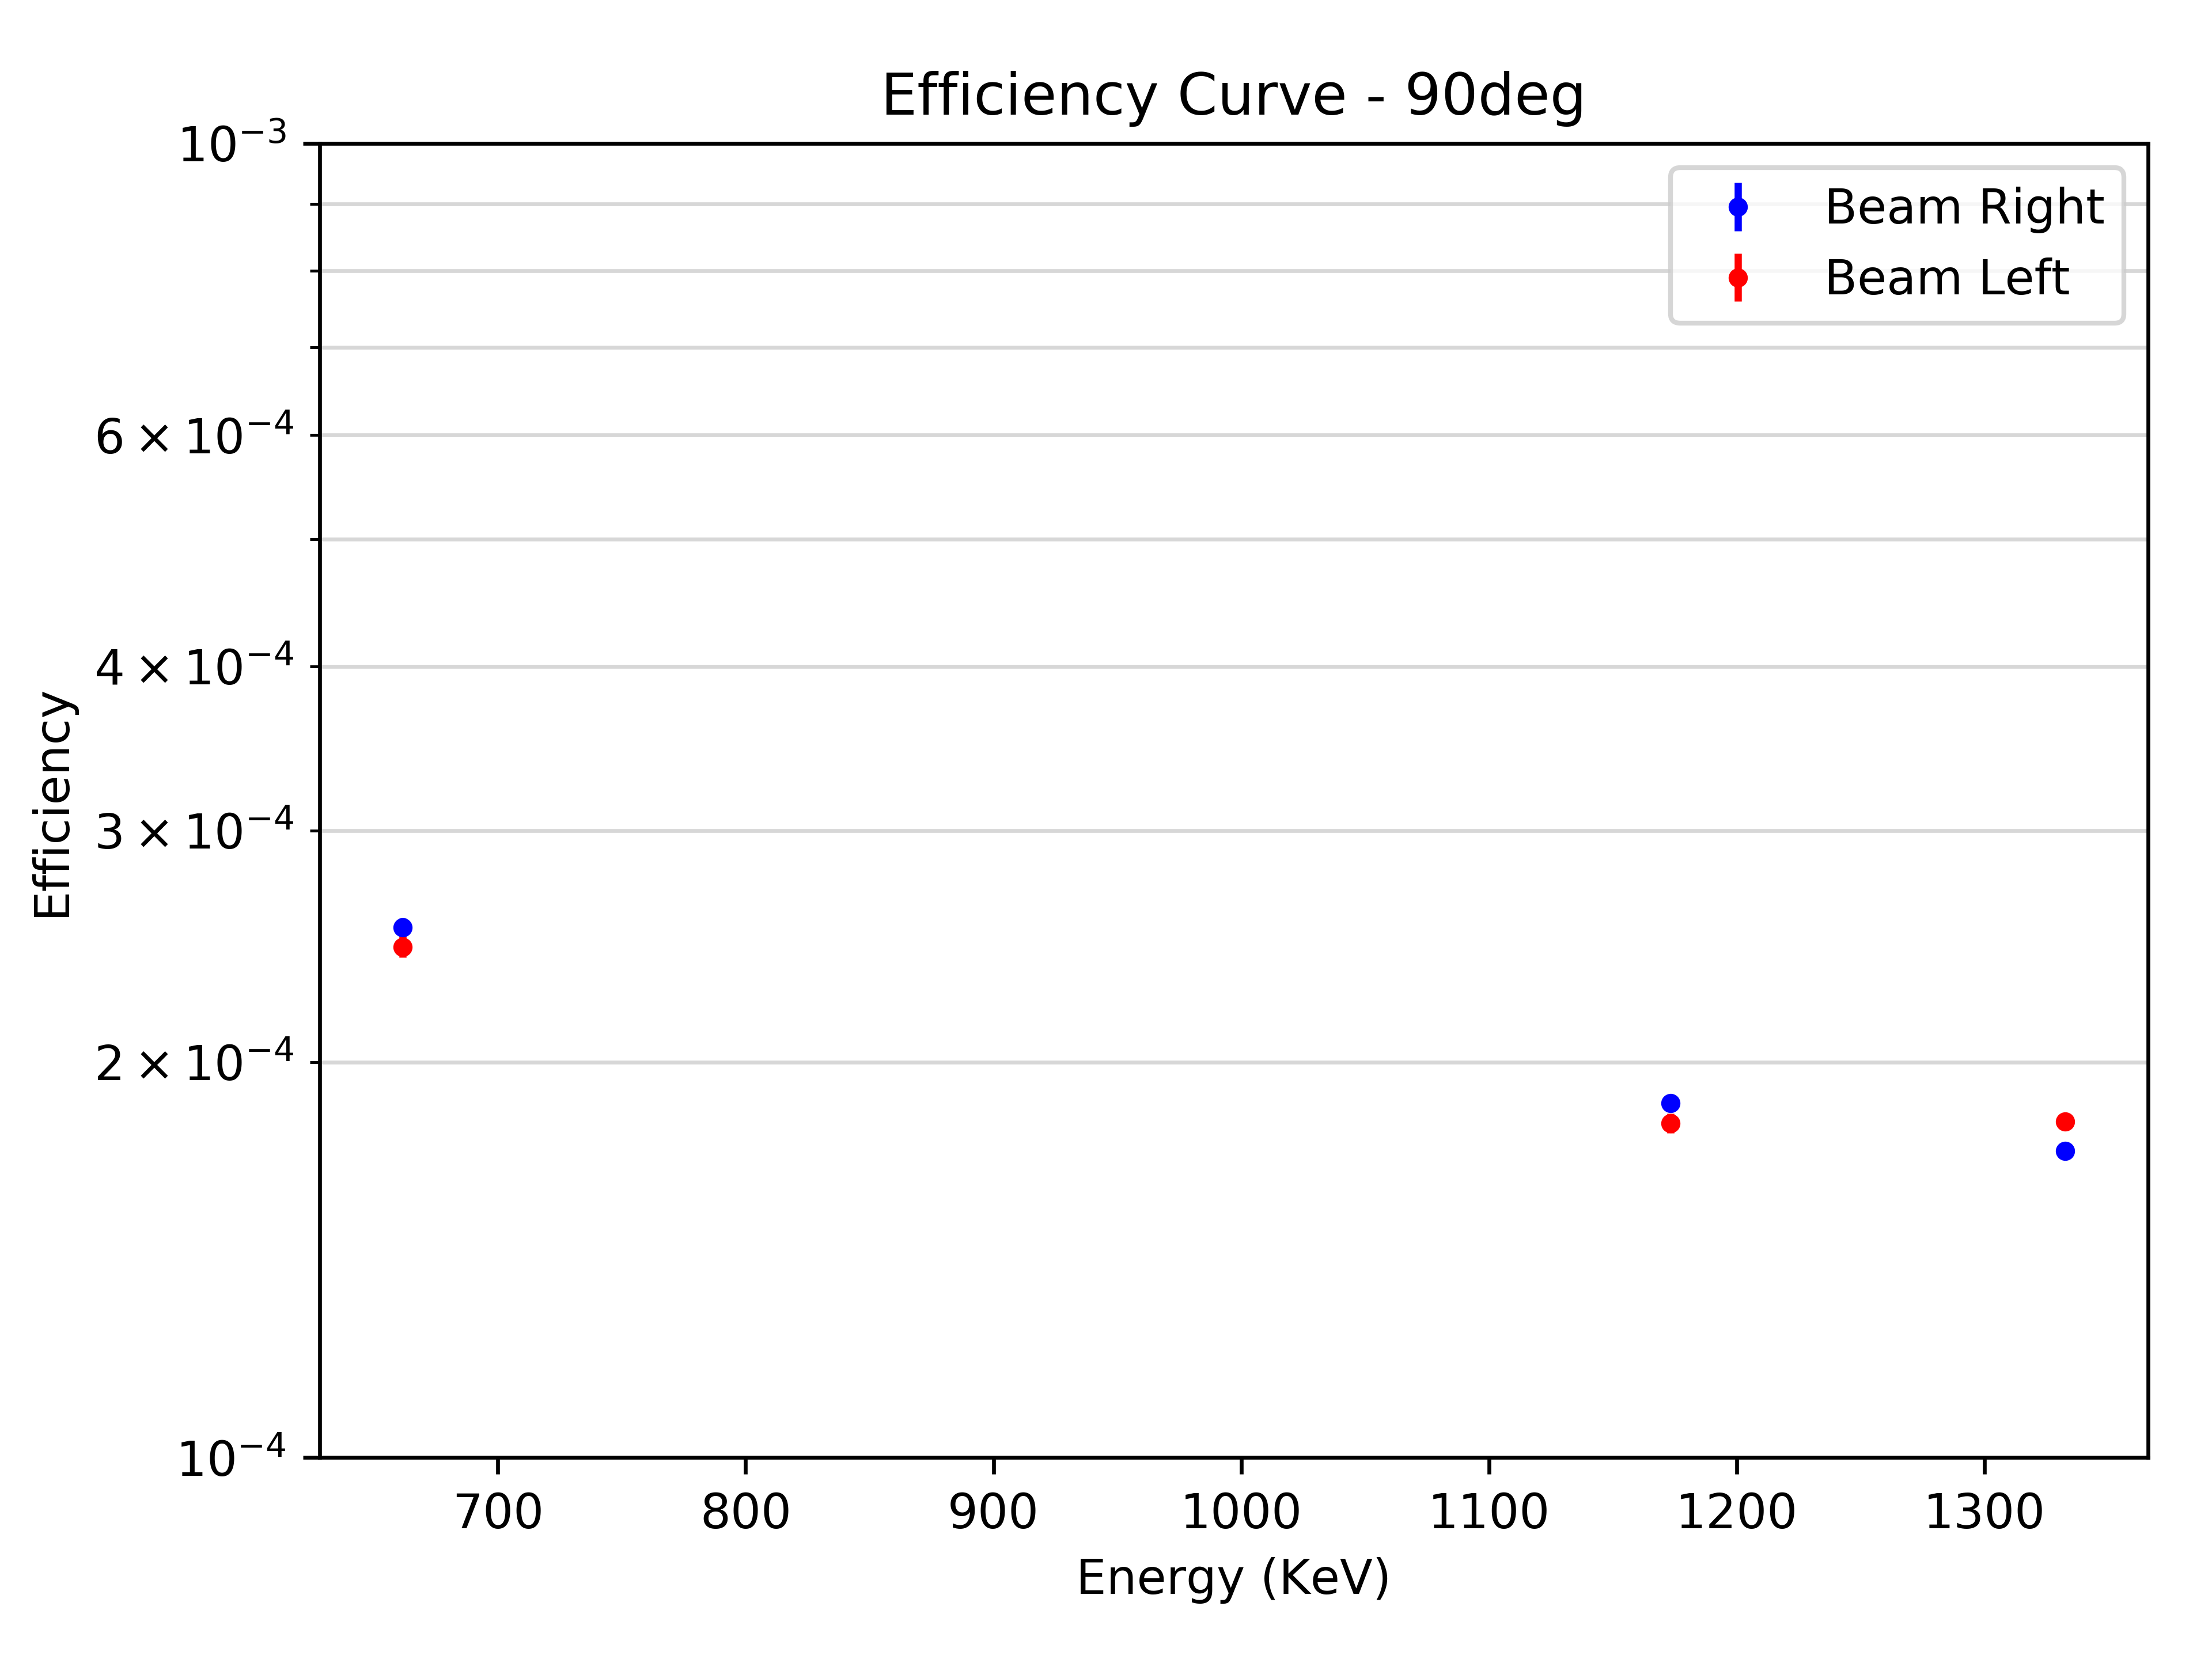 Efficiency Curve - 90deg
10⁻³
6 × 10⁻⁴
4 × 10⁻⁴
3 × 10⁻⁴
2 × 10⁻⁴
10⁻⁴
Efficiency
Beam Right
Beam Left
700 800 900 1000 1100 1200 1300
Energy (KeV)